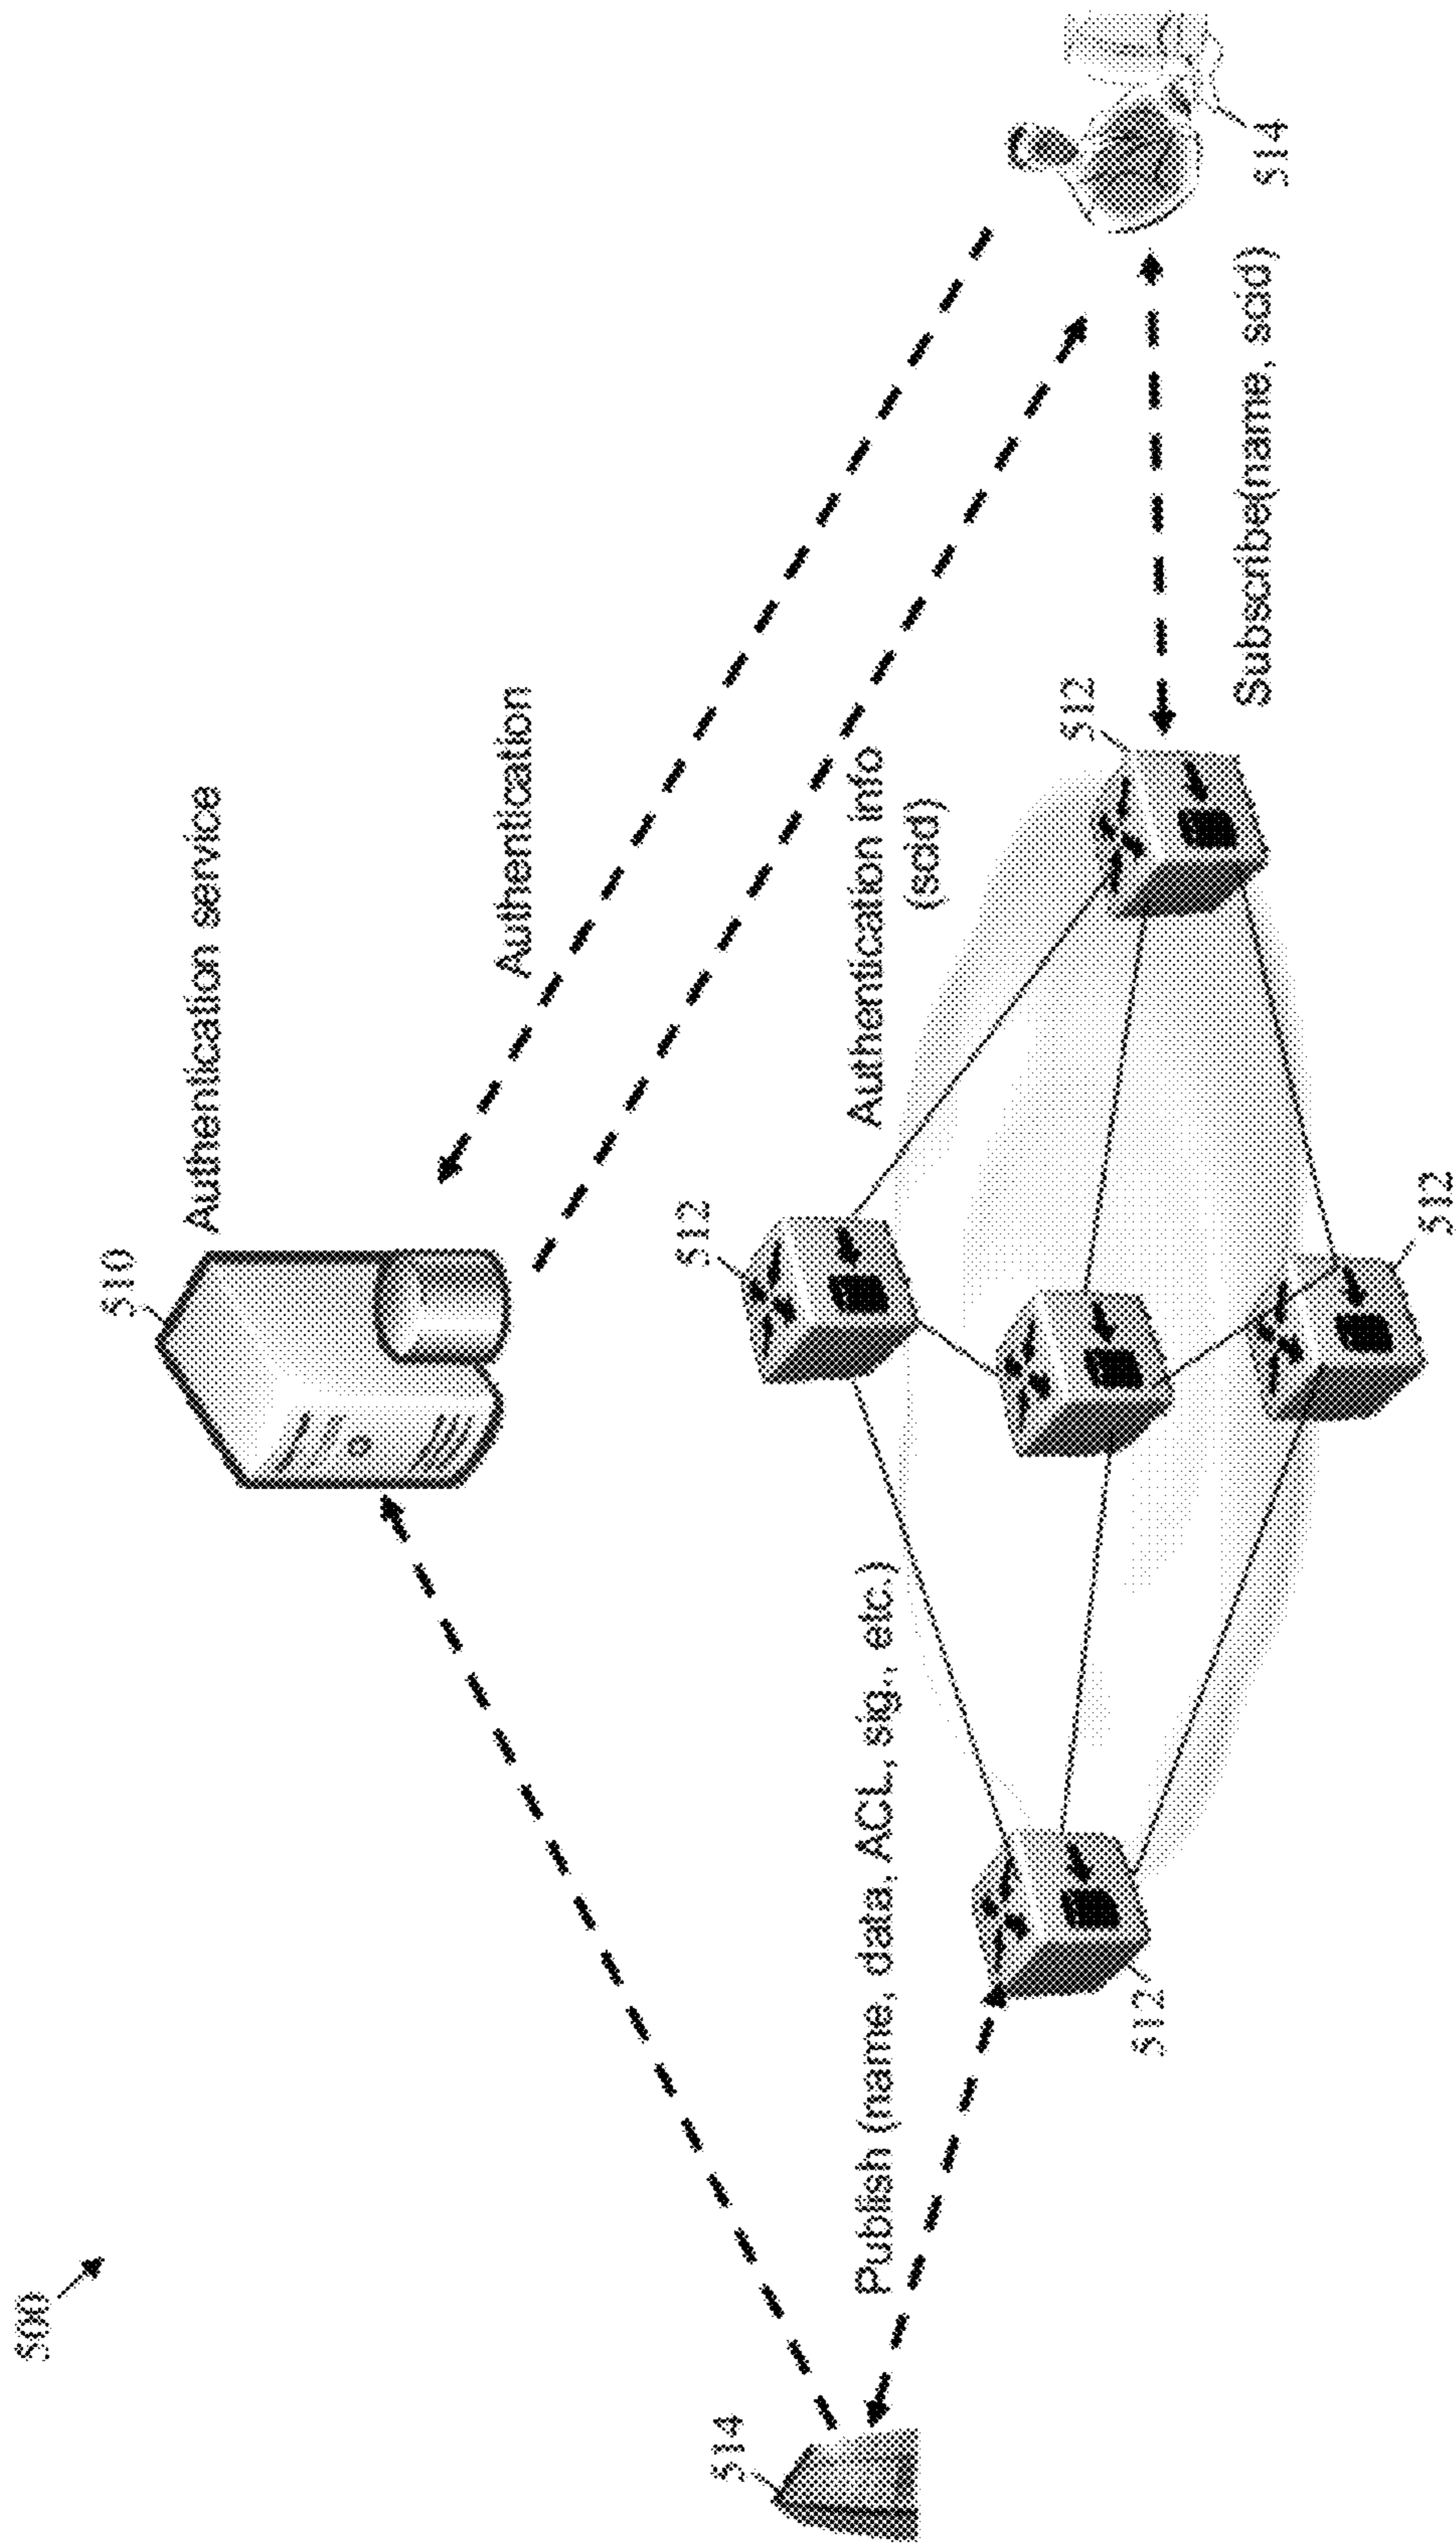 500
510
Authentication service
Authentication
Authentication info
(scid)
512
512
512
512
514
514
Publish (name, data, ACL, sig., etc.)
Subscribe(name, scid)